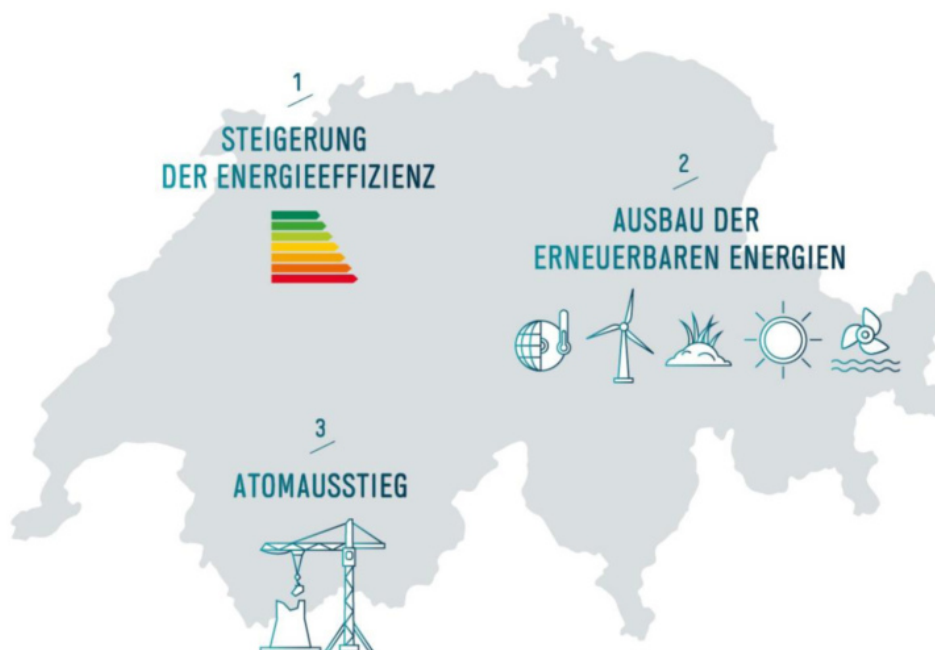 1
STEIGERUNG
DER ENERGIEEFFIZIENZ
2
AUSBAU DER
ERNEUERBAREN ENERGIEN
3
ATOMAUSSTIEG